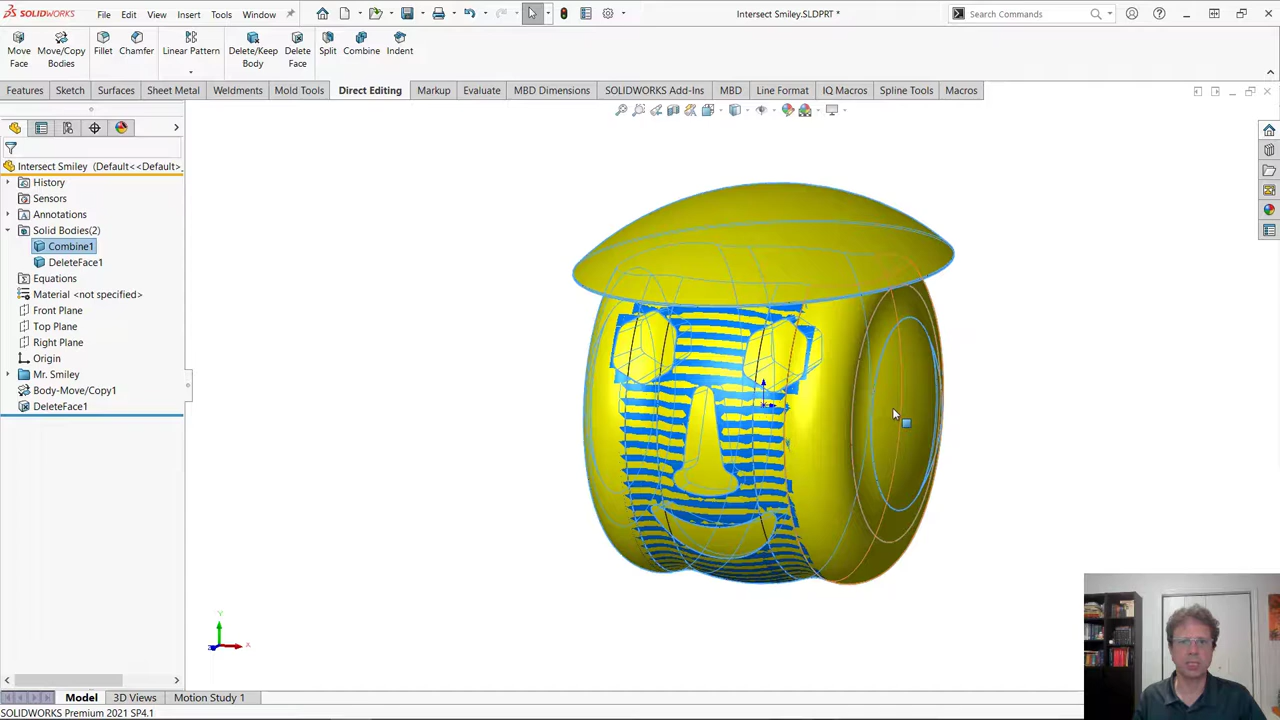 SOLIDWORKS File Edit View Insert Tools Window Intersect Smiley.SLDPRT * Search Commands
Move Face Move/Copy Bodies Fillet Chamfer Linear Pattern Delete/Keep Body Delete Face Split Combine Indent
Features Sketch Surfaces Sheet Metal Weldments Mold Tools Direct Editing Markup Evaluate MBD Dimensions SOLIDWORKS Add-Ins MBD Line Format IQ Macros Spline Tools Macros
Intersect Smiley (Default<<Default>
History
Sensors
Annotations
Solid Bodies(2)
Combine1
DeleteFace1
Equations
Material <not specified>
Front Plane
Top Plane
Right Plane
Origin
Mr. Smiley
Body-Move/Copy1
DeleteFace1
Y
X
Z
Model 3D Views Motion Study 1
SOLIDWORKS Premium 2021 SP4.1